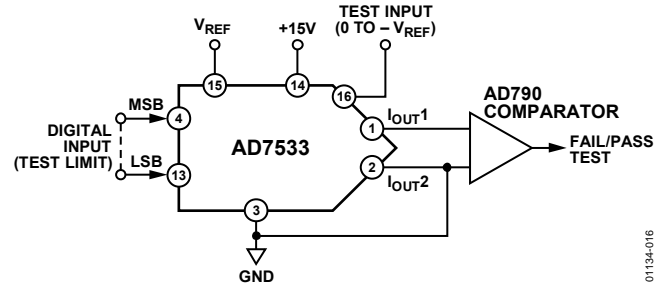 VREF
+15V
TEST INPUT
(0 TO – VREF)
15
14
16
MSB
4
DIGITAL
INPUT
(TEST LIMIT)
LSB
13
AD7533
1
IOUT1
2
IOUT2
AD790
COMPARATOR
FAIL/PASS
TEST
3
GND
01134-016